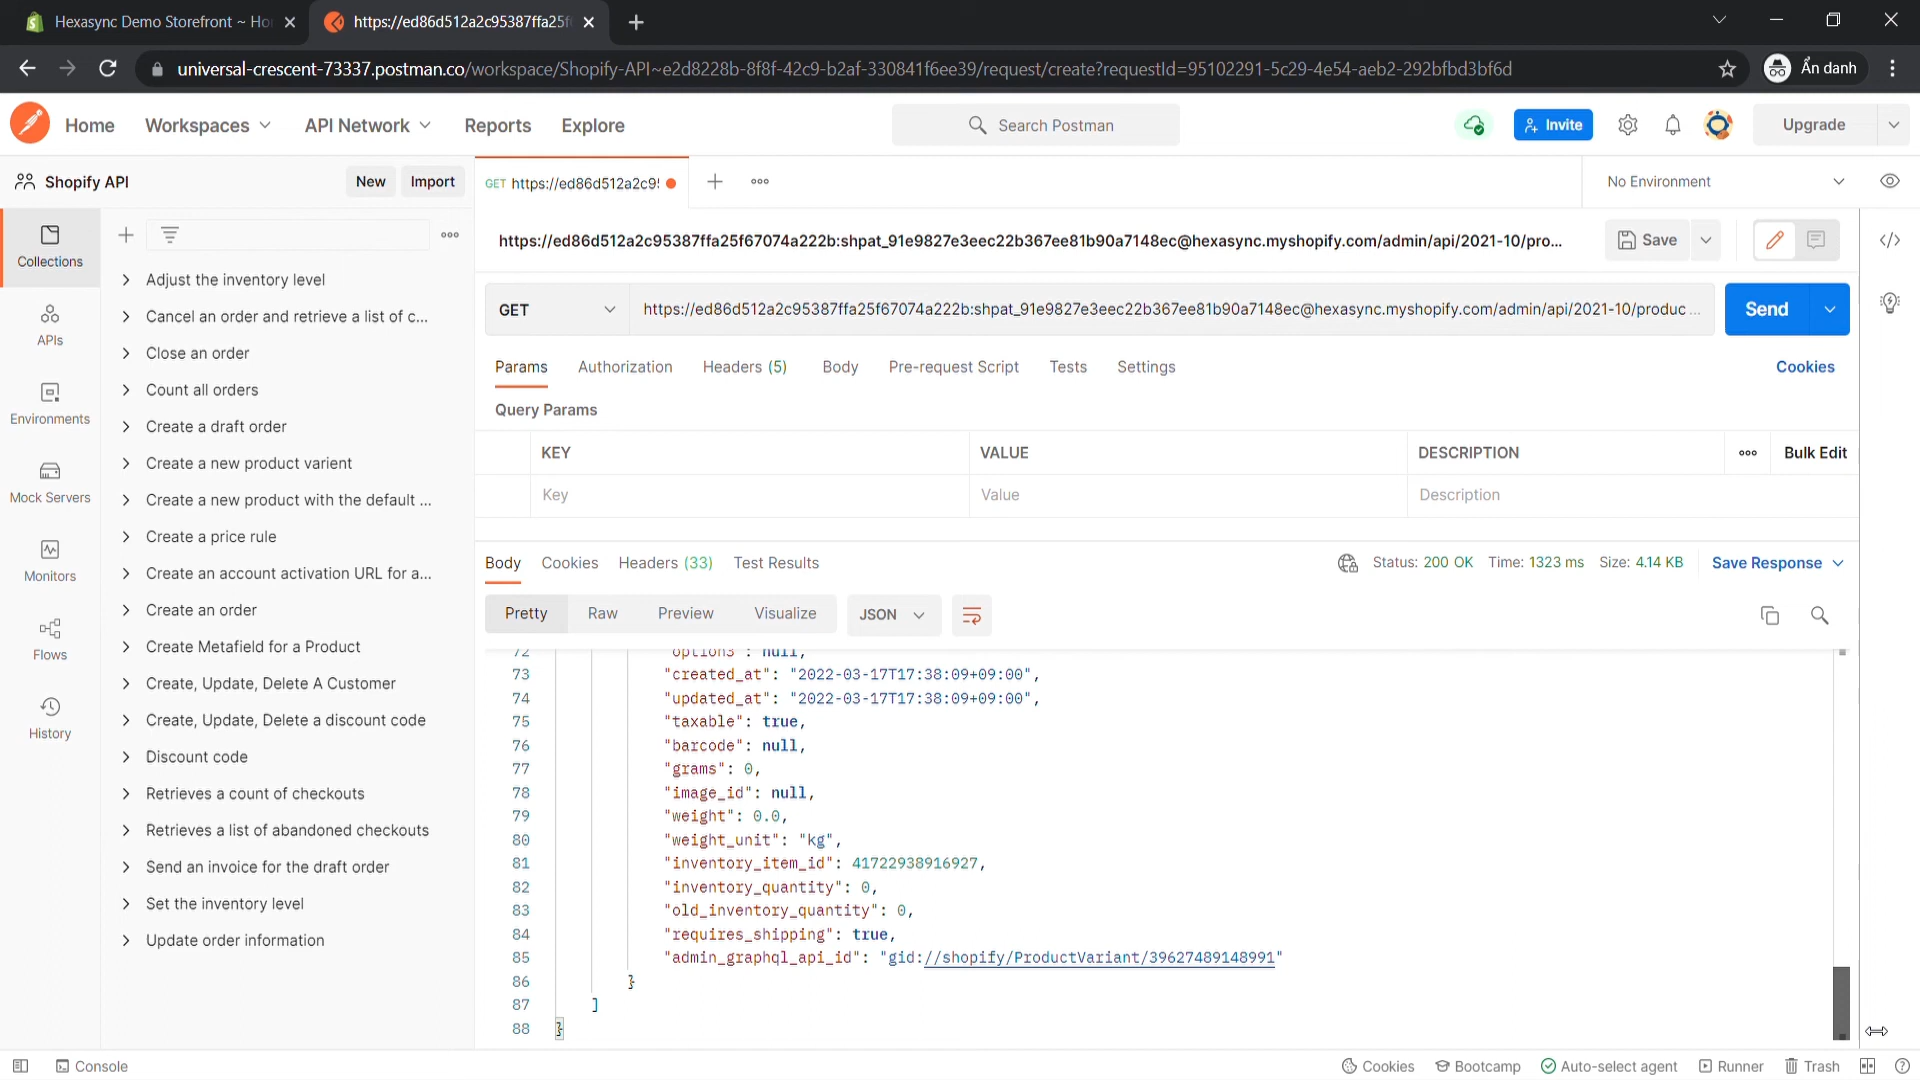 Hexasync Demo Storefront ~ Ho
https://ed86d512a2c95387ffa25f
universal-crescent-73337.postman.co/workspace/Shopify-API~e2d8228b-8f8f-42c9-b2af-330841f6ee39/request/create?requestId=95102291-5c29-4e54-aeb2-292bfbd3bf6d
Ẩn danh
Home
Workspaces
API Network
Reports
Explore
Search Postman
Invite
Upgrade
Shopify API
New
Import
GET https://ed86d512a2c9
No Environment
https://ed86d512a2c95387ffa25f67074a222b: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@hexasync.myshopify.com/admin/api/2021-10/pro...
Save
GET
https://ed86d512a2c95387ffa25f67074a222b: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@hexasync.myshopify.com/admin/api/2021-10/produc ...
Send
Collections
APIs
Environments
Mock Servers
Monitors
Flows
History
Adjust the inventory level
Cancel an order and retrieve a list of c...
Close an order
Count all orders
Create a draft order
Create a new product varient
Create a new product with the default ...
Create a price rule
Create an account activation URL for a...
Create an order
Create Metafield for a Product
Create, Update, Delete A Customer
Create, Update, Delete a discount code
Discount code
Retrieves a count of checkouts
Retrieves a list of abandoned checkouts
Send an invoice for the draft order
Set the inventory level
Update order information
Params
Authorization
Headers (5)
Body
Pre-request Script
Tests
Settings
Cookies
Query Params
KEY
VALUE
DESCRIPTION
Bulk Edit
Key
Value
Description
Body
Cookies
Headers (33)
Test Results
Status: 200 OK
Time: 1323 ms
Size: 4.14 KB
Save Response
Pretty
Raw
Preview
Visualize
JSON
72 "option3": null,
73 "created_at": "2022-03-17T17:38:09+09:00",
74 "updated_at": "2022-03-17T17:38:09+09:00",
75 "taxable": true,
76 "barcode": null,
77 "grams": 0,
78 "image_id": null,
79 "weight": 0.0,
80 "weight_unit": "kg",
81 "inventory_item_id": 41722938916927,
82 "inventory_quantity": 0,
83 "old_inventory_quantity": 0,
84 "requires_shipping": true,
85 "admin_graphql_api_id": "gid://shopify/ProductVariant/39627489148991"
86 }
87 ]
88 }
Console
Cookies
Bootcamp
Auto-select agent
Runner
Trash